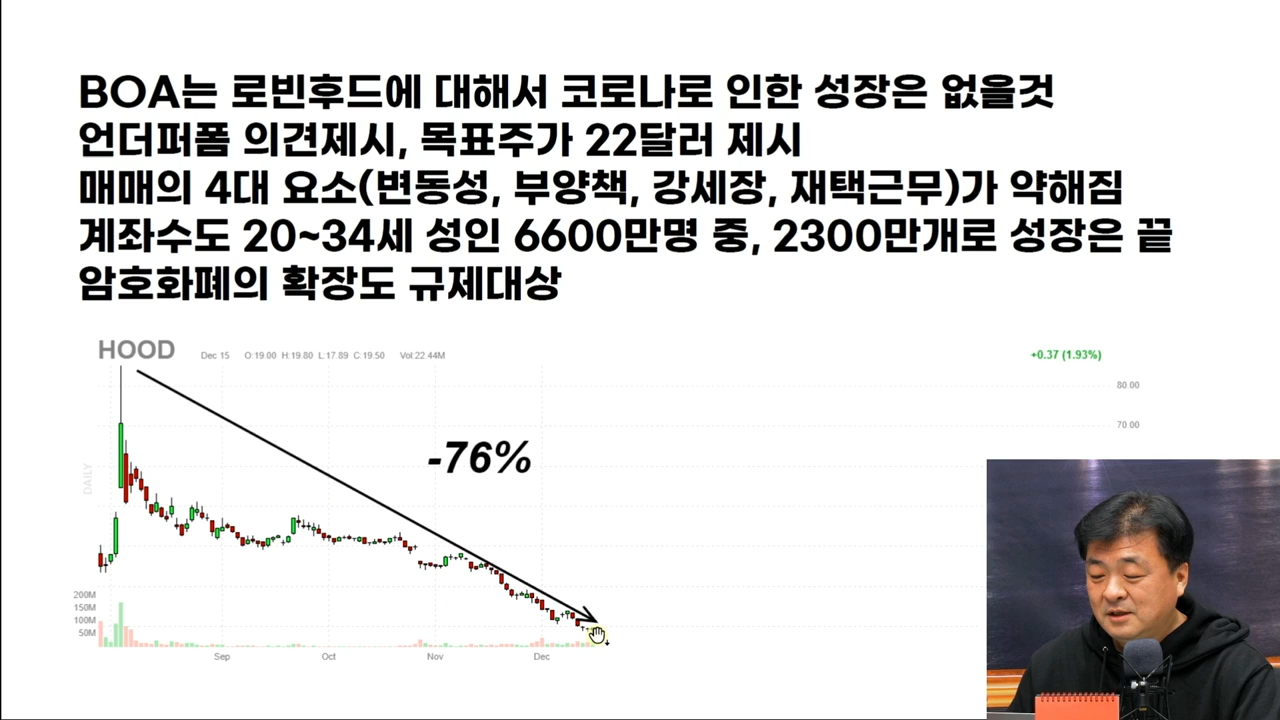 BOA는 로빈후드에 대해서 코로나로 인한 성장은 없을것
언더퍼폼 의견제시, 목표주가 22달러 제시
매매의 4대 요소(변동성, 부양책, 강세장, 재택근무)가 약해짐
계좌수도 20~34세 성인 6600만명 중, 2300만개로 성장은 끝
암호화폐의 확장도 규제대상
HOOD Dec 15 O:19.00 H:19.80 L:17.89 C:19.50 Vol:22.44M +0.37 (1.93%)
80.00
70.00
-76%
DAILY
200M
150M
100M
50M
Sep Oct Nov Dec